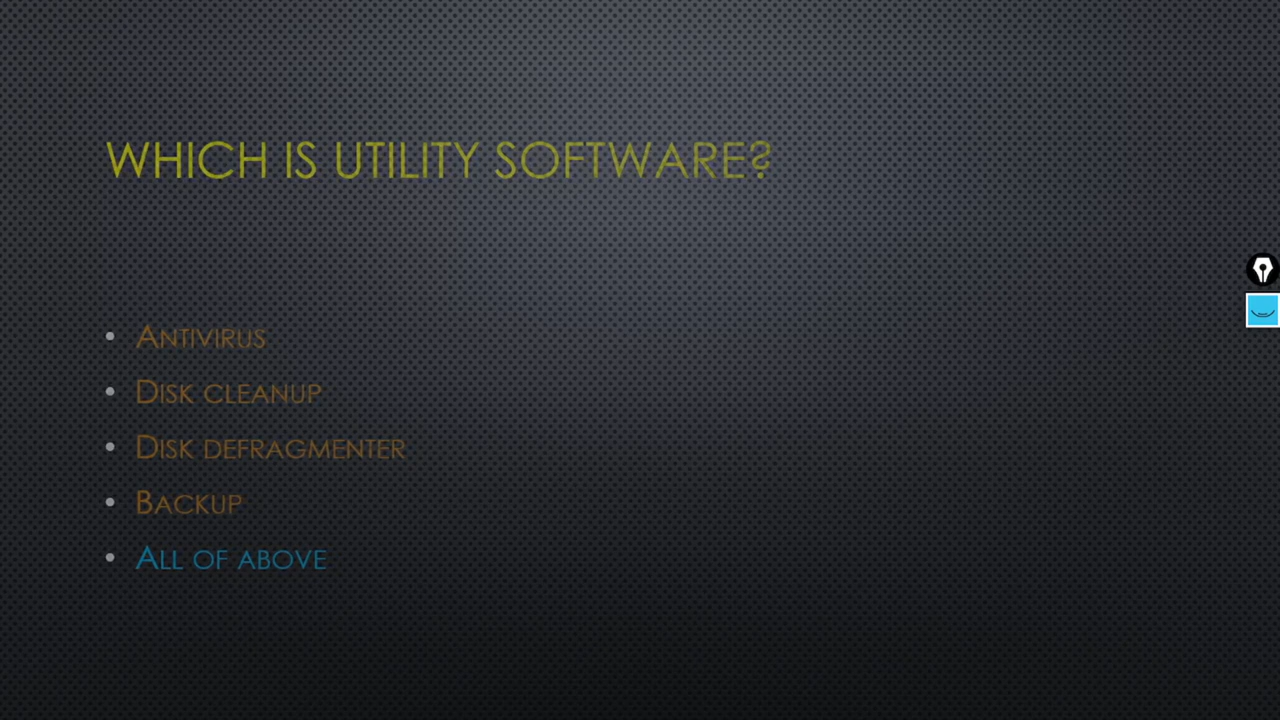 WHICH IS UTILITY SOFTWARE?
• ANTIVIRUS
• DISK CLEANUP
• DISK DEFRAGMENTER
• BACKUP
• ALL OF ABOVE